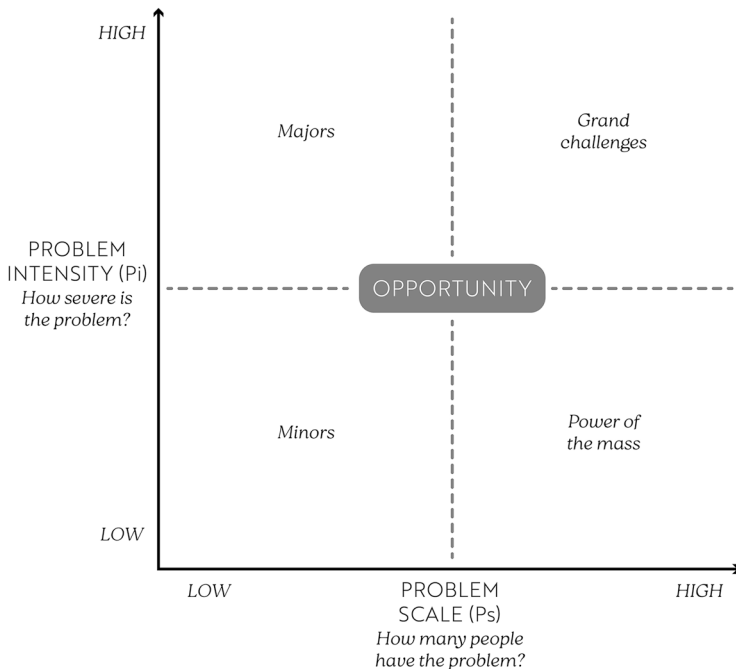 HIGH
Majors
Grand
challenges
PROBLEM
INTENSITY (Pi)
How severe is
the problem?
OPPORTUNITY
Minors
Power of
the mass
LOW
LOW
PROBLEM
SCALE (Ps)
How many people
have the problem?
HIGH